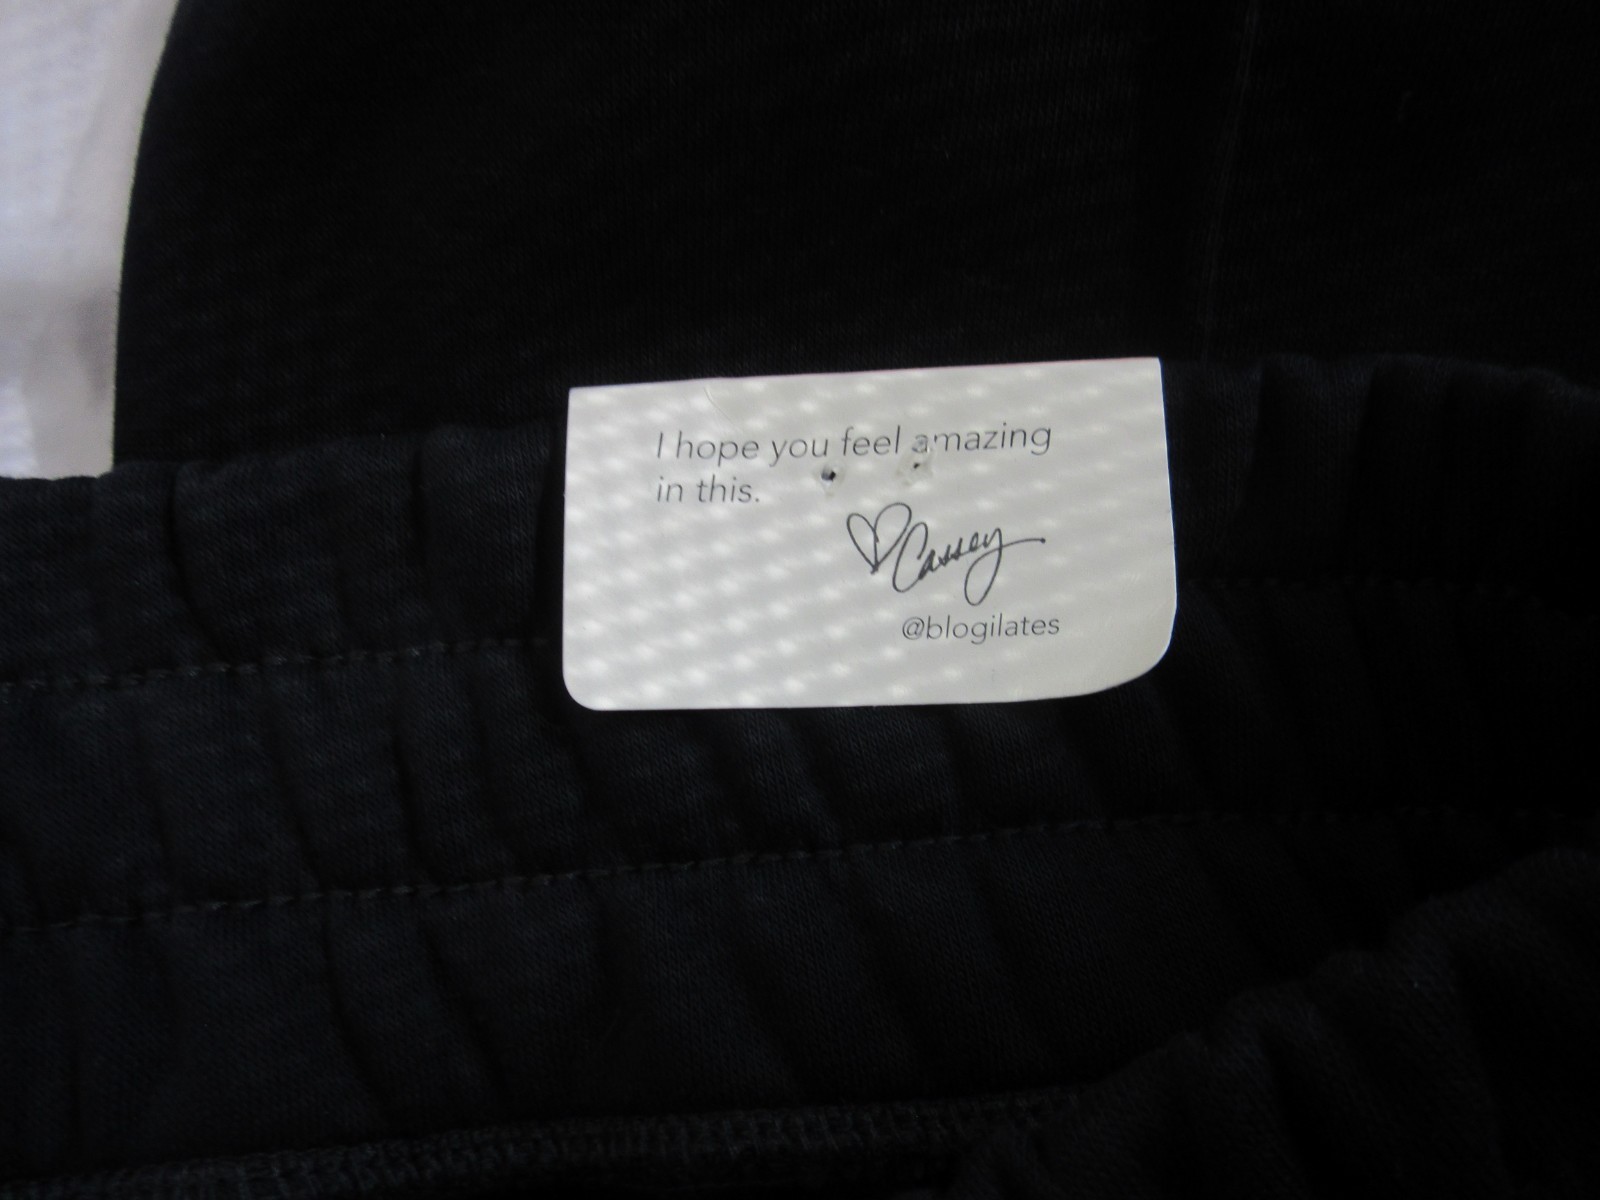 I hope you feel amazing
in this.
♡Cassey
@blogilates